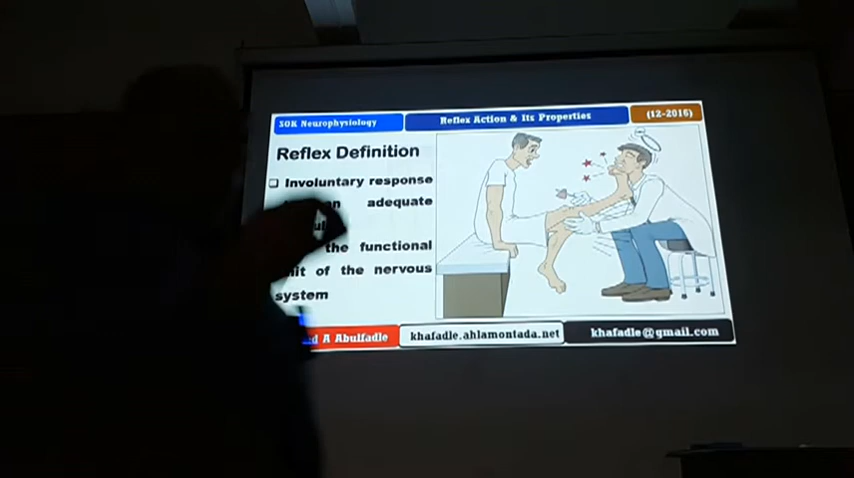 SOK Neurophysiology
Reflex Action & Its Properties
(12-2016)
Reflex Definition
❑ Involuntary response
adequate
the functional
of the nervous
system
A Abulfadle
khafadle.ahlamontada.net
khafadle@gmail.com